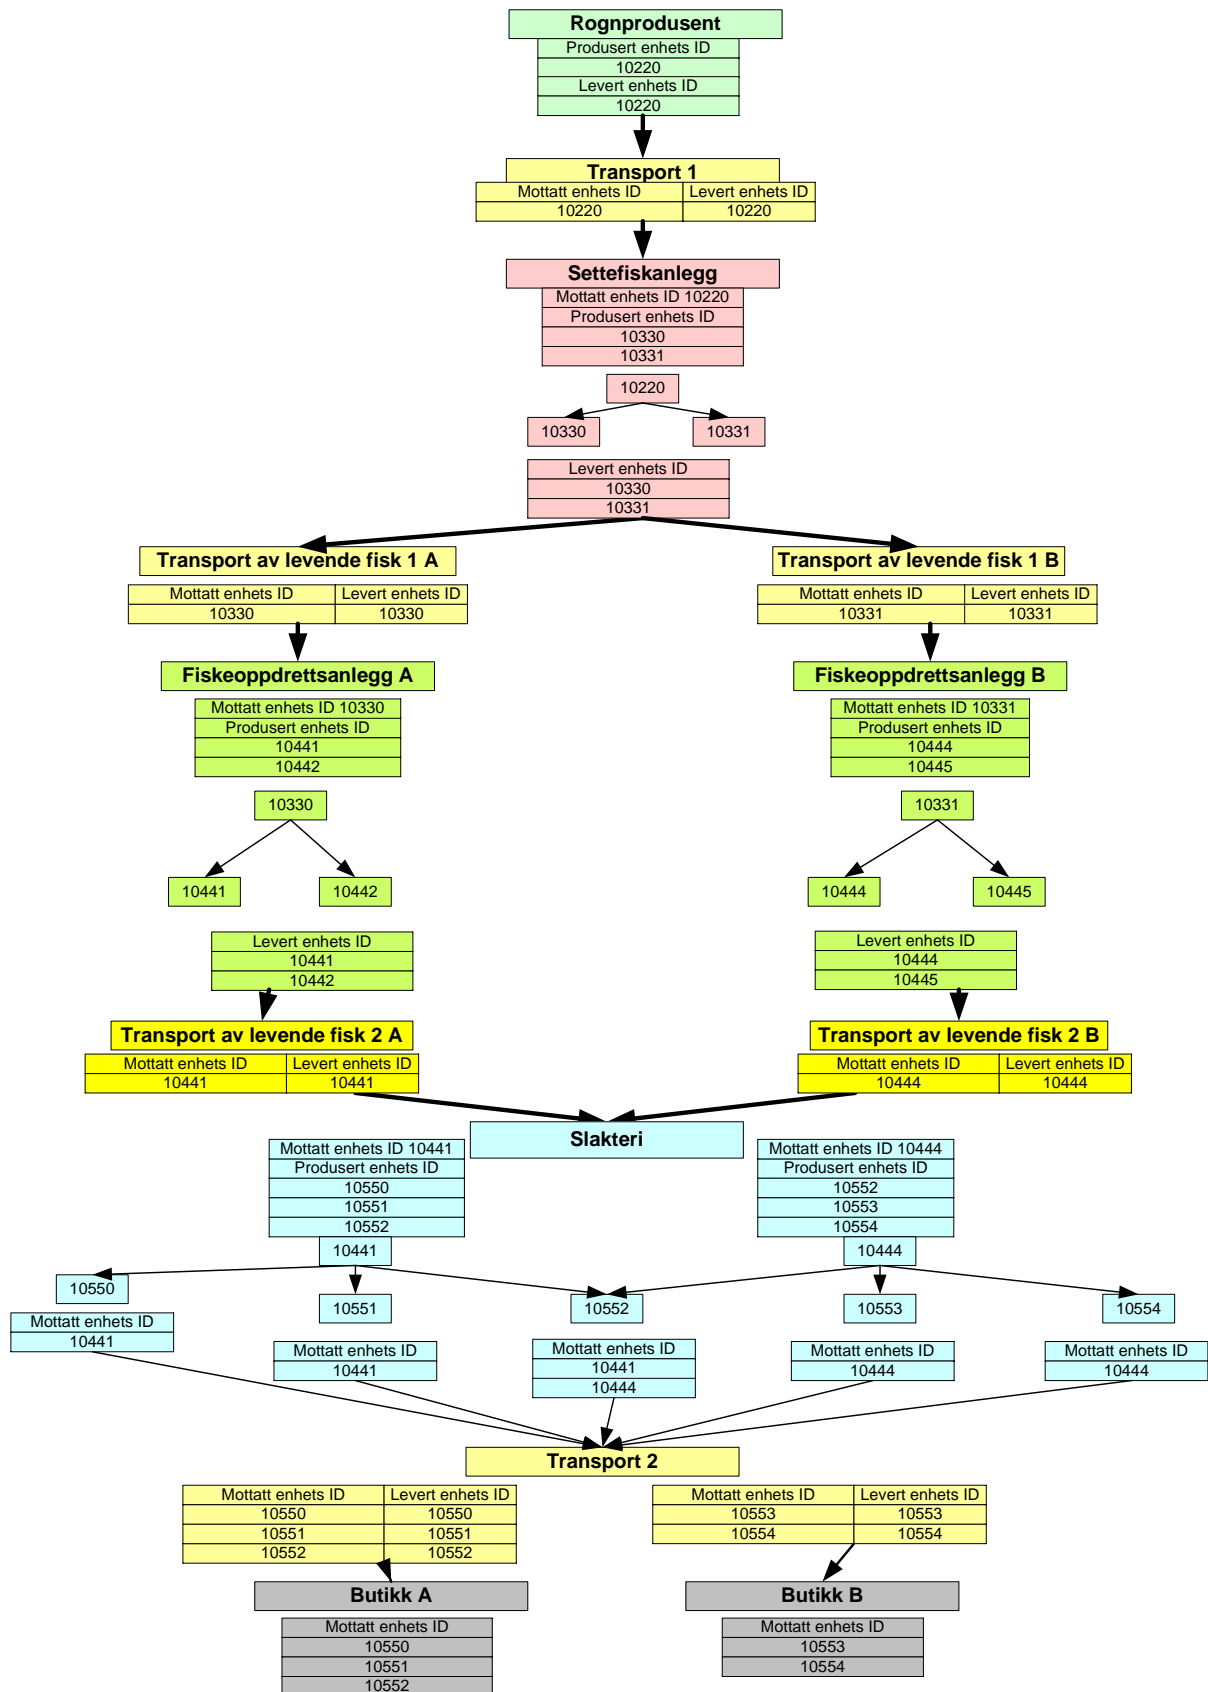 Rognprodusent
Produsert enhets ID
10220
Levert enhets ID
10220
Transport 1
Mottatt enhets ID Levert enhets ID
10220 10220
Settefiskanlegg
Mottatt enhets ID 10220
Produsert enhets ID
10330
10331
10220
10330 10331
Levert enhets ID
10330
10331
Transport av levende fisk 1 A Transport av levende fisk 1 B
Mottatt enhets ID Levert enhets ID Mottatt enhets ID Levert enhets ID
10330 10330 10331 10331
Fiskeoppdrettsanlegg A Fiskeoppdrettsanlegg B
Mottatt enhets ID 10330 Mottatt enhets ID 10331
Produsert enhets ID Produsert enhets ID
10441 10444
10442 10445
10330 10331
10441 10442 10444 10445
Levert enhets ID Levert enhets ID
10441 10444
10442 10445
Transport av levende fisk 2 A Transport av levende fisk 2 B
Mottatt enhets ID Levert enhets ID Mottatt enhets ID Levert enhets ID
10441 10441 10444 10444
Slakteri
Mottatt enhets ID 10441 Mottatt enhets ID 10444
Produsert enhets ID Produsert enhets ID
10550 10552
10551 10553
10552 10554
10441 10444
10550 10551 10552 10553 10554
Mottatt enhets ID Mottatt enhets ID Mottatt enhets ID Mottatt enhets ID Mottatt enhets ID
10441 10441 10441 10444 10444
10444
Transport 2
Mottatt enhets ID Levert enhets ID Mottatt enhets ID Levert enhets ID
10550 10550 10553 10553
10551 10551 10554 10554
10552 10552
Butikk A Butikk B
Mottatt enhets ID Mottatt enhets ID
10550 10553
10551 10554
10552